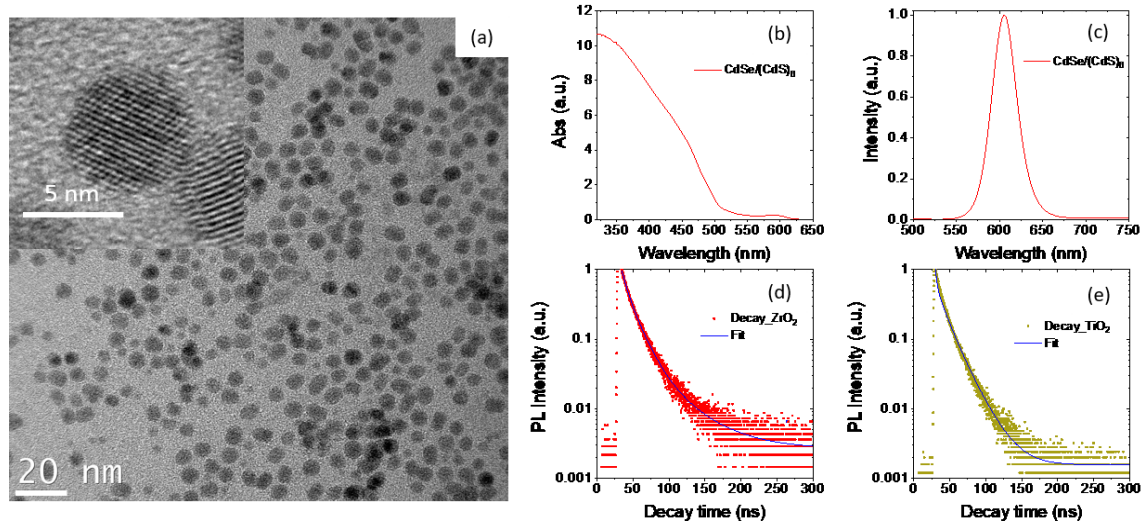 (a)
5 nm
20 nm
(b)
12
10
8
6
4
2
0
Abs (a.u.)
CdSe/(CdS)₈
350 400 450 500 550 600 650
Wavelength (nm)
(c)
1.0
0.8
0.6
0.4
0.2
0.0
Intensity (a.u.)
CdSe/(CdS)₈
500 550 600 650 700 750
Wavelength (nm)
(d)
1
0.1
0.01
0.001
PL Intensity (a.u.)
Decay_ZrO₂
Fit
0 50 100 150 200 250 300
Decay time (ns)
(e)
1
0.1
0.01
0.001
PL Intensity (a.u.)
Decay_TiO₂
Fit
0 50 100 150 200 250 300
Decay time (ns)